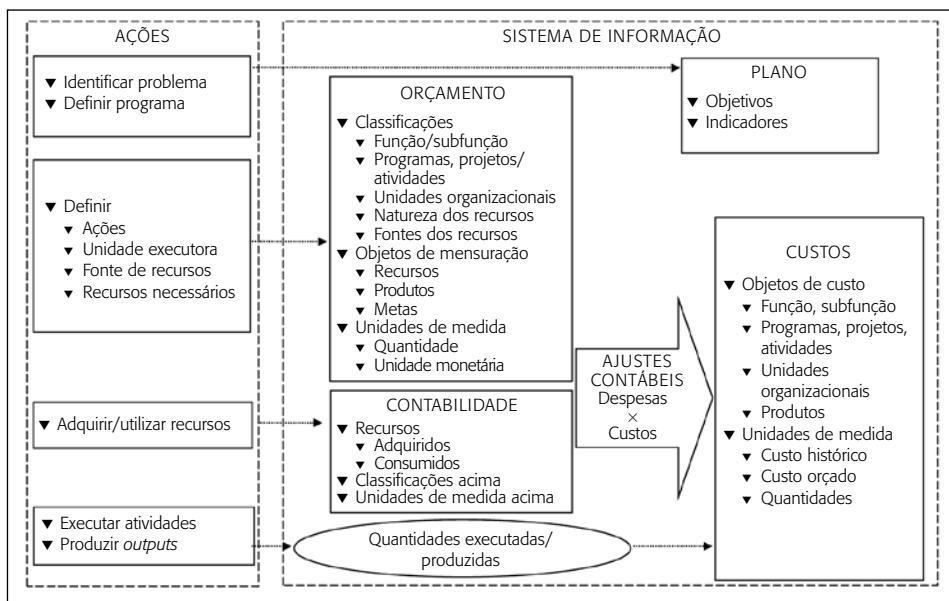 AÇÕES
▼ Identificar problema
▼ Definir programa
▼ Definir
▼ Ações
▼ Unidade executora
▼ Fonte de recursos
▼ Recursos necessários
▼ Adquirir/utilizar recursos
▼ Executar atividades
▼ Produzir outputs
SISTEMA DE INFORMAÇÃO
ORÇAMENTO
▼ Classificações
▼ Função/subfunção
▼ Programas, projetos/
atividades
▼ Unidades organizacionais
▼ Natureza dos recursos
▼ Fontes dos recursos
▼ Objetos de mensuração
▼ Recursos
▼ Produtos
▼ Metas
▼ Unidades de medida
▼ Quantidade
▼ Unidade monetária
CONTABILIDADE
▼ Recursos
▼ Adquiridos
▼ Consumidos
▼ Classificações acima
▼ Unidades de medida acima
Quantidades executadas/
produzidas
AJUSTES
CONTÁBEIS
Despesas
×
Custos
PLANO
▼ Objetivos
▼ Indicadores
CUSTOS
▼ Objetos de custo
▼ Função, subfunção
▼ Programas, projetos,
atividades
▼ Unidades
organizacionais
▼ Produtos
▼ Unidades de medida
▼ Custo histórico
▼ Custo orçado
▼ Quantidades